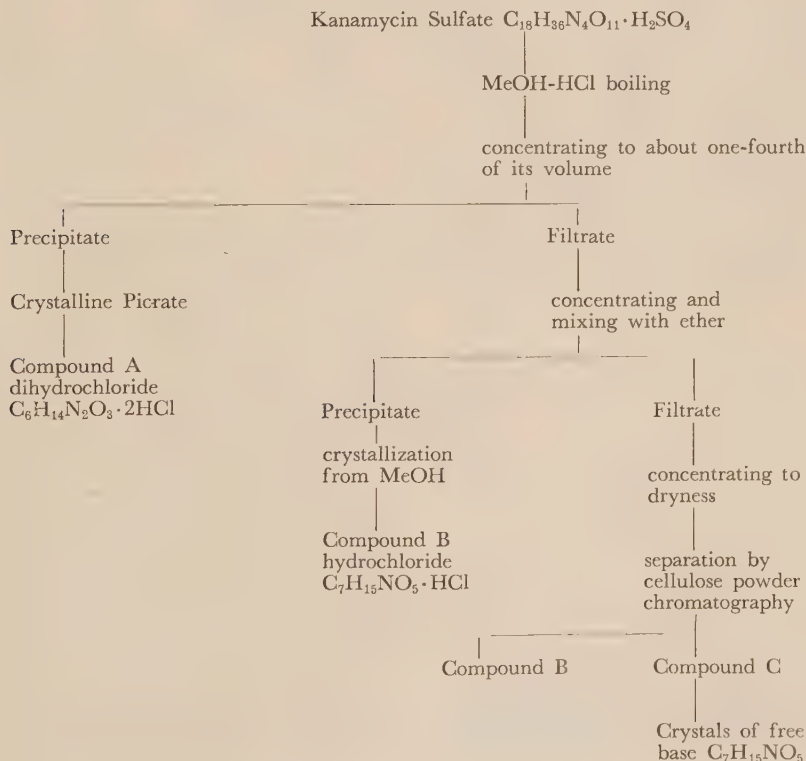 Kanamycin Sulfate C₁₈H₃₆N₄O₁₁·H₂SO₄
MeOH-HCl boiling
concentrating to about one-fourth
of its volume
Precipitate
Crystalline Picrate
Compound A
dihydrochloride
C₆H₁₄N₂O₃·2HCl
Filtrate
concentrating and
mixing with ether
Precipitate
crystallization
from MeOH
Compound B
hydrochloride
C₇H₁₅NO₅·HCl
Filtrate
concentrating to
dryness
separation by
cellulose powder
chromatography
Compound B
Compound C
Crystals of free
base C₇H₁₅NO₅